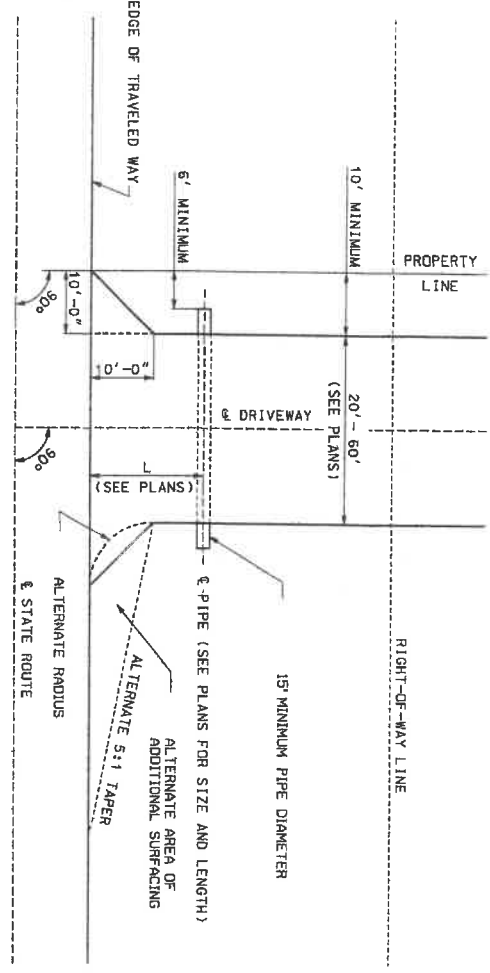 RIGHT-OF-WAY LINE
PROPERTY
LINE
10' MINIMUM
20'- 60'
(SEE PLANS)
15" MINIMUM PIPE DIAMETER
6' MINIMUM
℄ PIPE (SEE PLANS FOR SIZE AND LENGTH)
℄ DRIVEWAY
L
(SEE PLANS)
ALTERNATE AREA OF
ADDITIONAL SURFACING
ALTERNATE 5:1 TAPER
EDGE OF TRAVELED WAY
10'-0"
0'-0"
90°
90°
ALTERNATE RADIUS
℄ STATE ROUTE